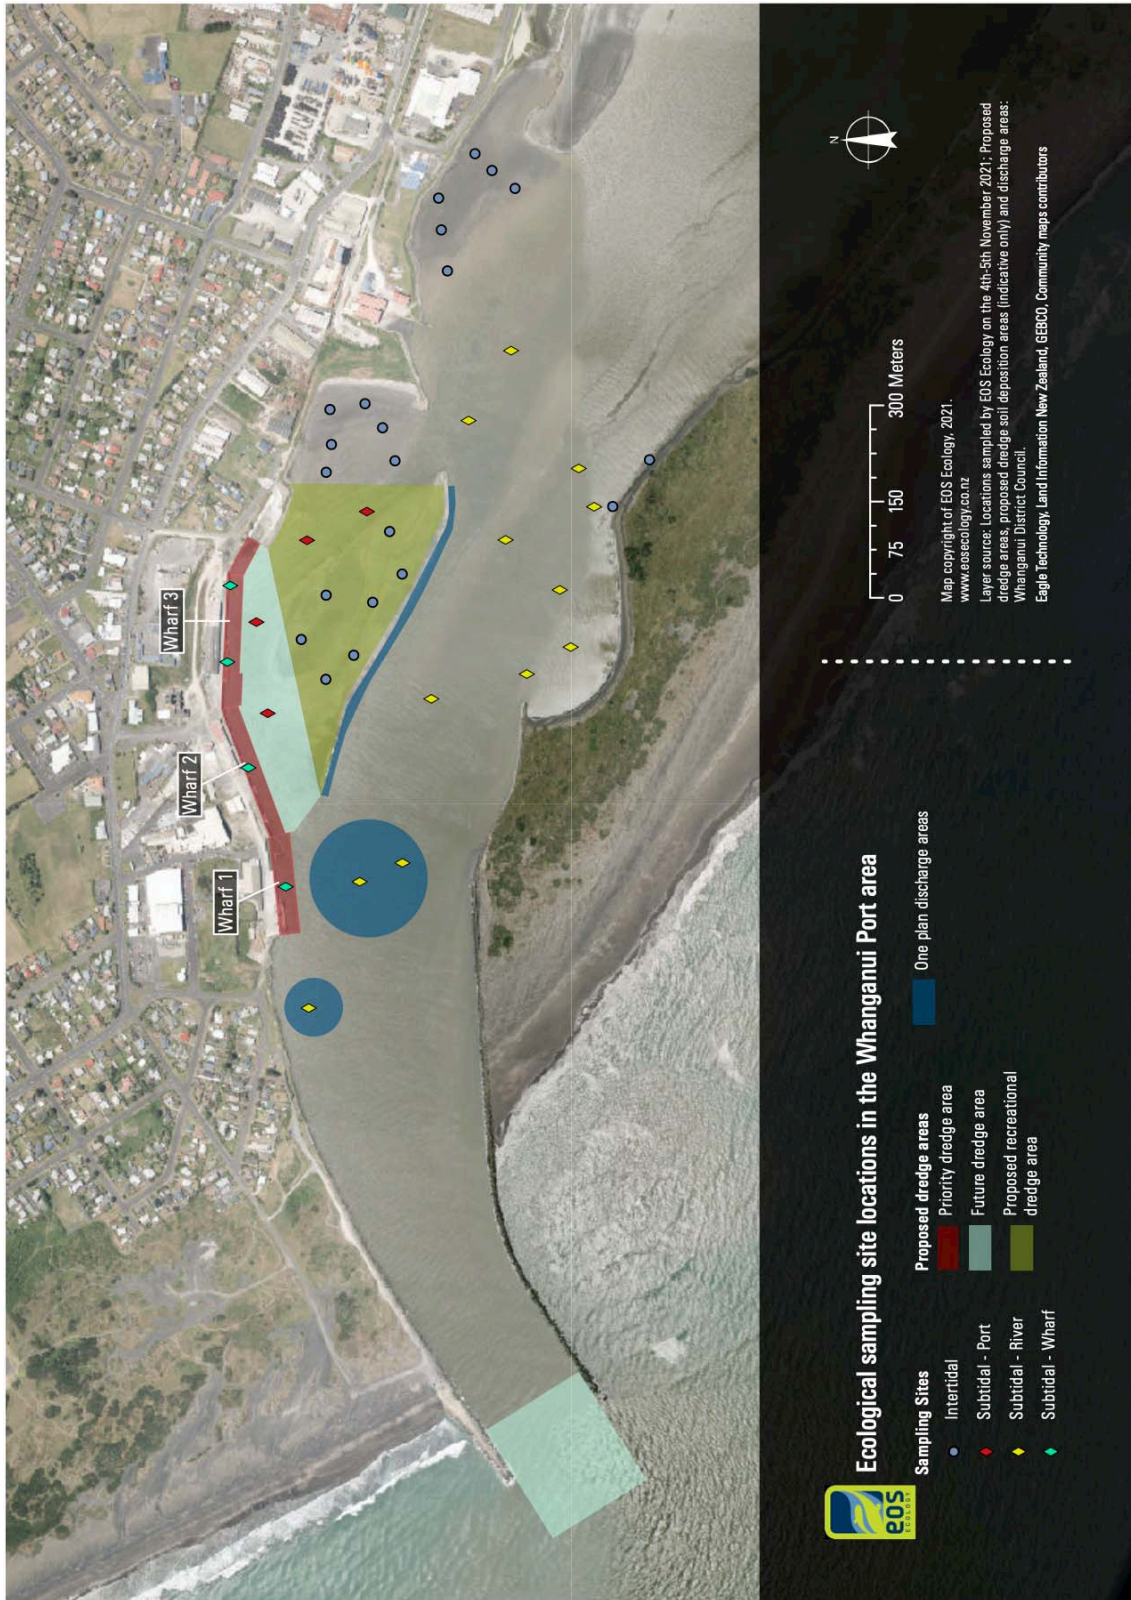 Wharf 1
Wharf 2
Wharf 3
eos
ECOLOGY
Ecological sampling site locations in the Whanganui Port area
Sampling Sites
Intertidal
Subtidal - Port
Subtidal - River
Subtidal - Wharf
Proposed dredge areas
Priority dredge area
Future dredge area
Proposed recreational
dredge area
One plan discharge areas
0 75 150 300 Meters
Map copyright of EOS Ecology, 2021.
www.eosecology.co.nz
Layer source: Locations sampled by EOS Ecology on the 4th-5th November 2021; Proposed
dredge areas, proposed dredge soil deposition areas (indicative only) and discharge areas:
Whanganui District Council.
Eagle Technology, Land Information New Zealand, GEBCO, Community maps contributors
N